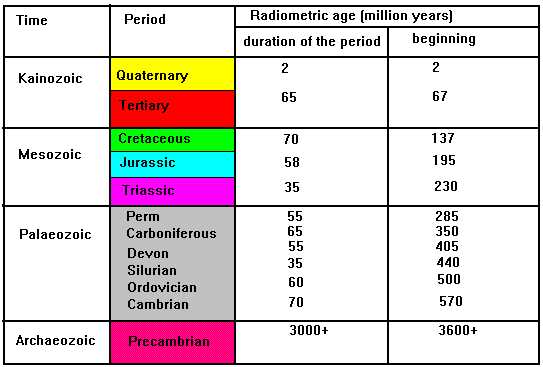 Time Period Radiometric age (million years)
duration of the period beginning
Kainozoic Quaternary 2 2
Tertiary 65 67
Mesozoic Cretaceous 70 137
Jurassic 58 195
Triassic 35 230
Palaeozoic Perm 55 285
Carboniferous 65 350
Devon 55 405
Silurian 35 440
Ordovician 60 500
Cambrian 70 570
Archaeozoic Precambrian 3000+ 3600+